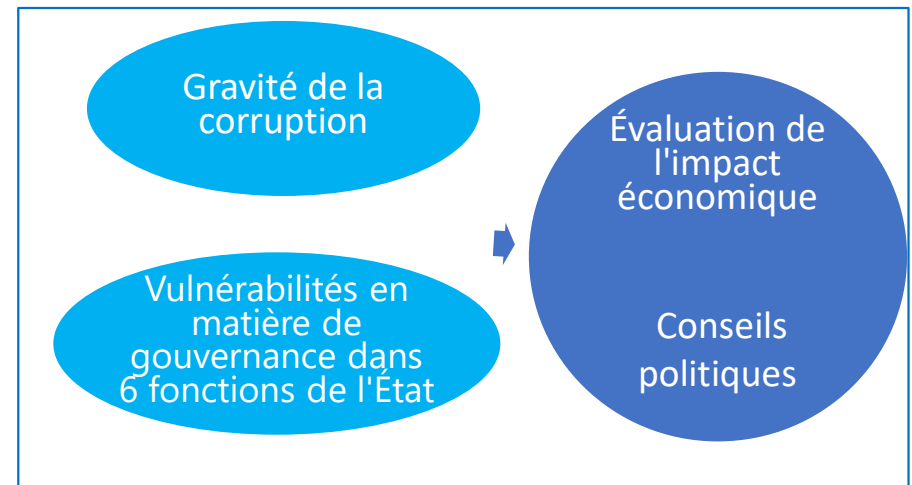 Gravité de la
corruption
Vulnérabilités en
matière de
gouvernance dans
6 fonctions de l'État
Évaluation de
l'impact
économique
Conseils
politiques